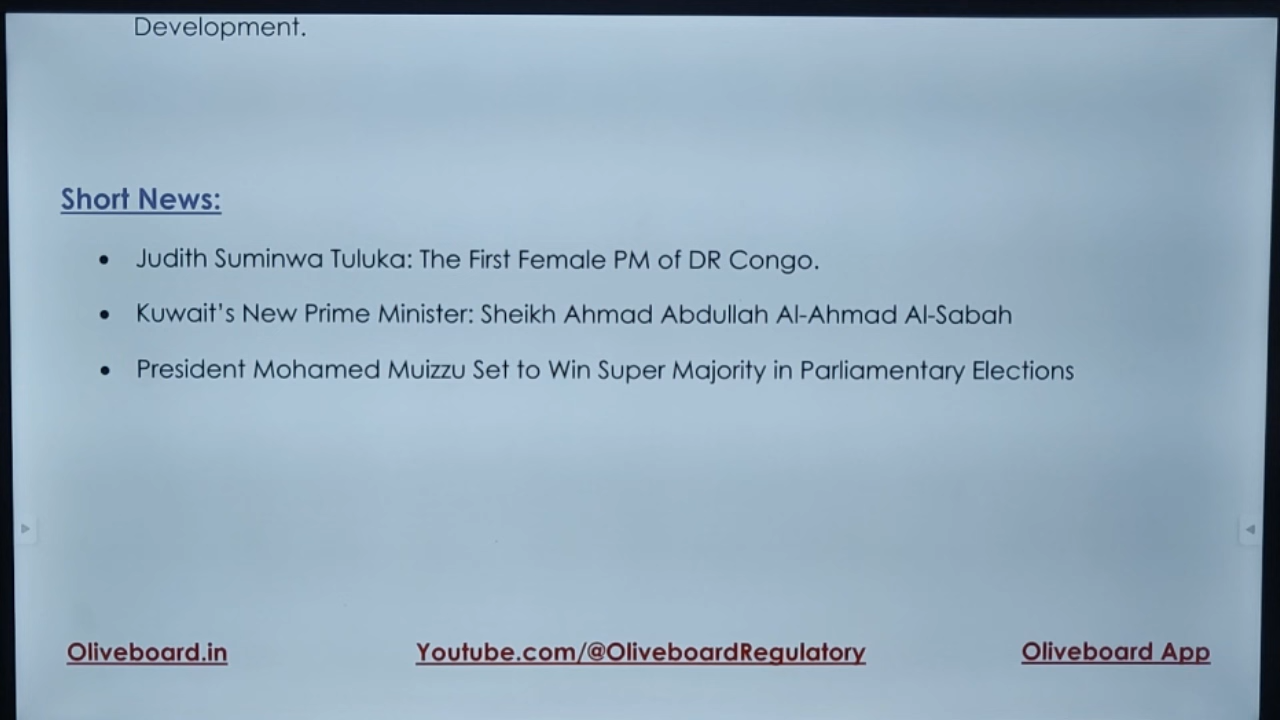 Development.
Short News:
• Judith Suminwa Tuluka: The First Female PM of DR Congo.
• Kuwait's New Prime Minister: Sheikh Ahmad Abdullah Al-Ahmad Al-Sabah
• President Mohamed Muizzu Set to Win Super Majority in Parliamentary Elections
Oliveboard.in Youtube.com/@OliveboardRegulatory Oliveboard App